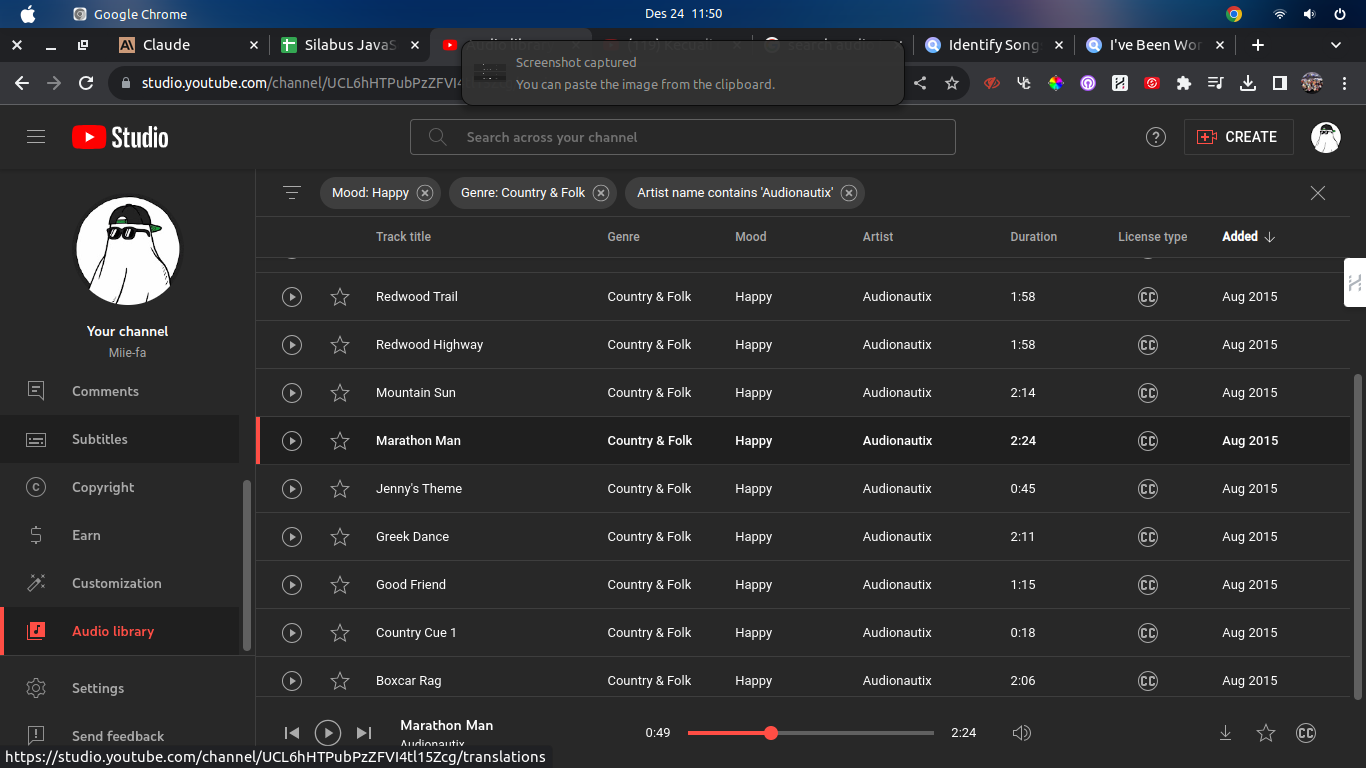 Google Chrome
Des 24 11:50
Claude
Silabus JavaS
Identify Song
I've Been Wor
studio.youtube.com/channel/UCL6hHTPubPzZFVI4
Screenshot captured
You can paste the image from the clipboard.
Studio
Search across your channel
CREATE
Your channel
Miie-fa
Comments
Subtitles
Copyright
Earn
Customization
Audio library
Settings
Send feedback
Mood: Happy
Genre: Country & Folk
Artist name contains 'Audionautix'
Track title Genre Mood Artist Duration License type Added
Redwood Trail Country & Folk Happy Audionautix 1:58 CC Aug 2015
Redwood Highway Country & Folk Happy Audionautix 1:58 CC Aug 2015
Mountain Sun Country & Folk Happy Audionautix 2:14 CC Aug 2015
Marathon Man Country & Folk Happy Audionautix 2:24 CC Aug 2015
Jenny's Theme Country & Folk Happy Audionautix 0:45 CC Aug 2015
Greek Dance Country & Folk Happy Audionautix 2:11 CC Aug 2015
Good Friend Country & Folk Happy Audionautix 1:15 CC Aug 2015
Country Cue 1 Country & Folk Happy Audionautix 0:18 CC Aug 2015
Boxcar Rag Country & Folk Happy Audionautix 2:06 CC Aug 2015
Marathon Man
Audionautix
0:49
2:24
CC
https://studio.youtube.com/channel/UCL6hHTPubPzZFVI4tl15Zcg/translations